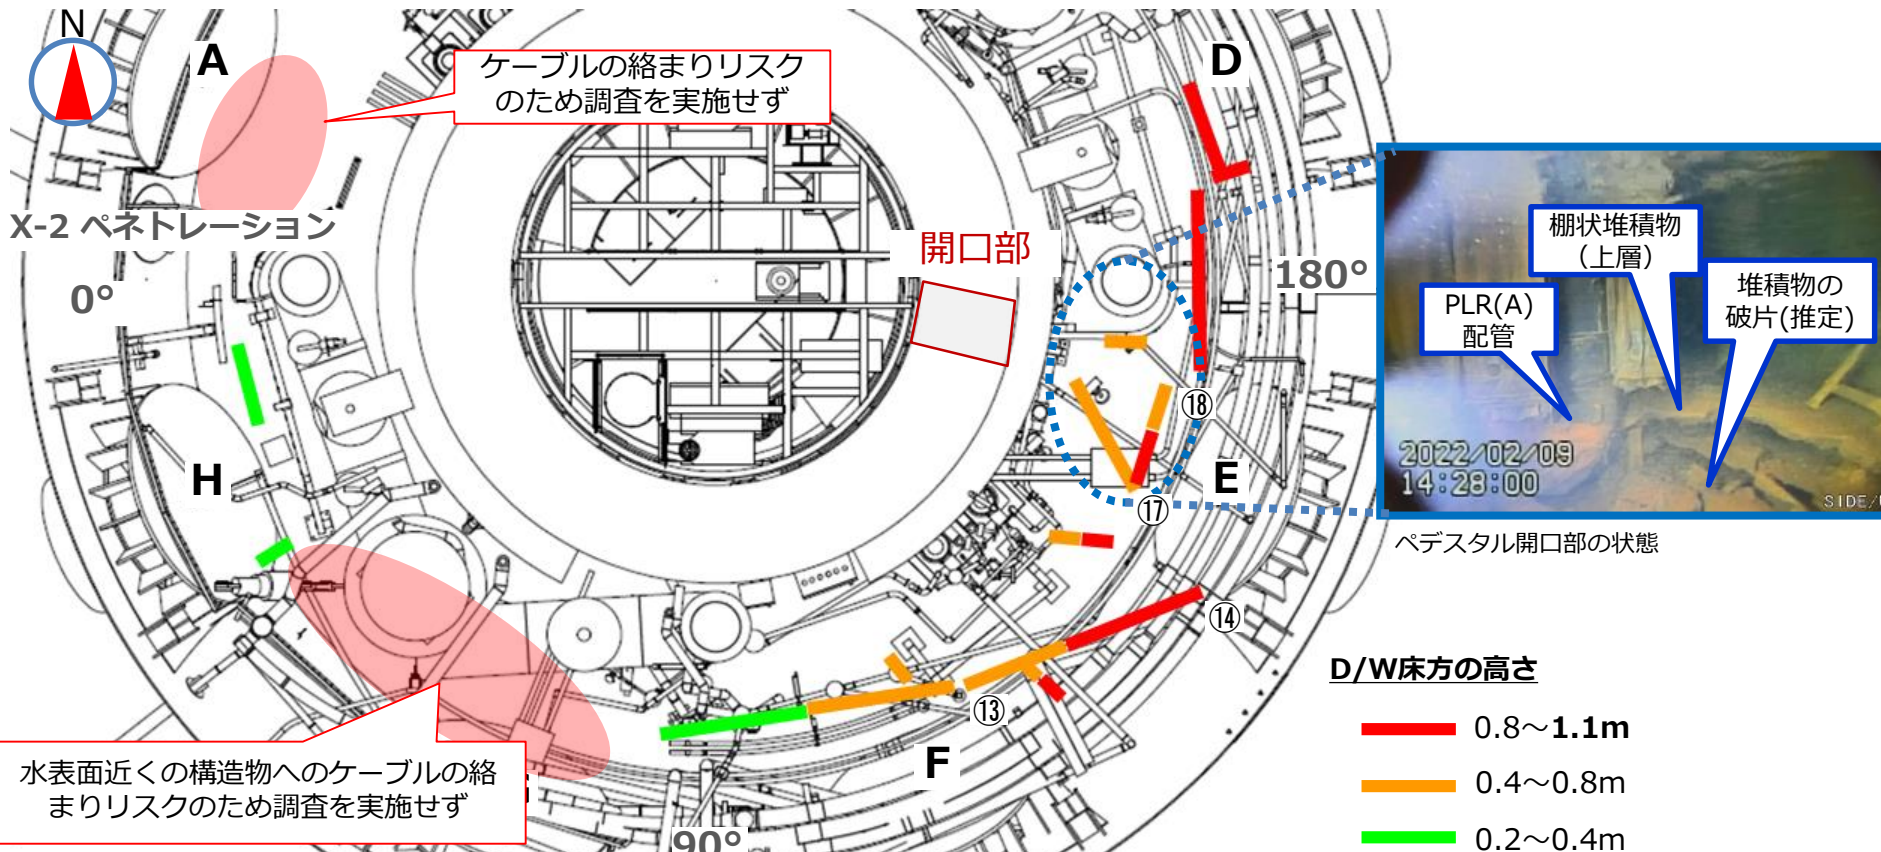 N
A
ケーブルの絡まりリスク
のため調査を実施せず
D
X-2 ペネトレーション
開口部
0°
180°
棚状堆積物
（上層）
堆積物の
破片(推定)
PLR(A)
配管
2022/02/09
14:28:00
SIDE/
ペデスタル開口部の状態
⑱
H
E
⑰
⑭
⑬
F
水表面近くの構造物へのケーブルの絡
まりリスクのため調査を実施せず
90°
D/W床方の高さ
0.8～1.1m
0.4～0.8m
0.2～0.4m